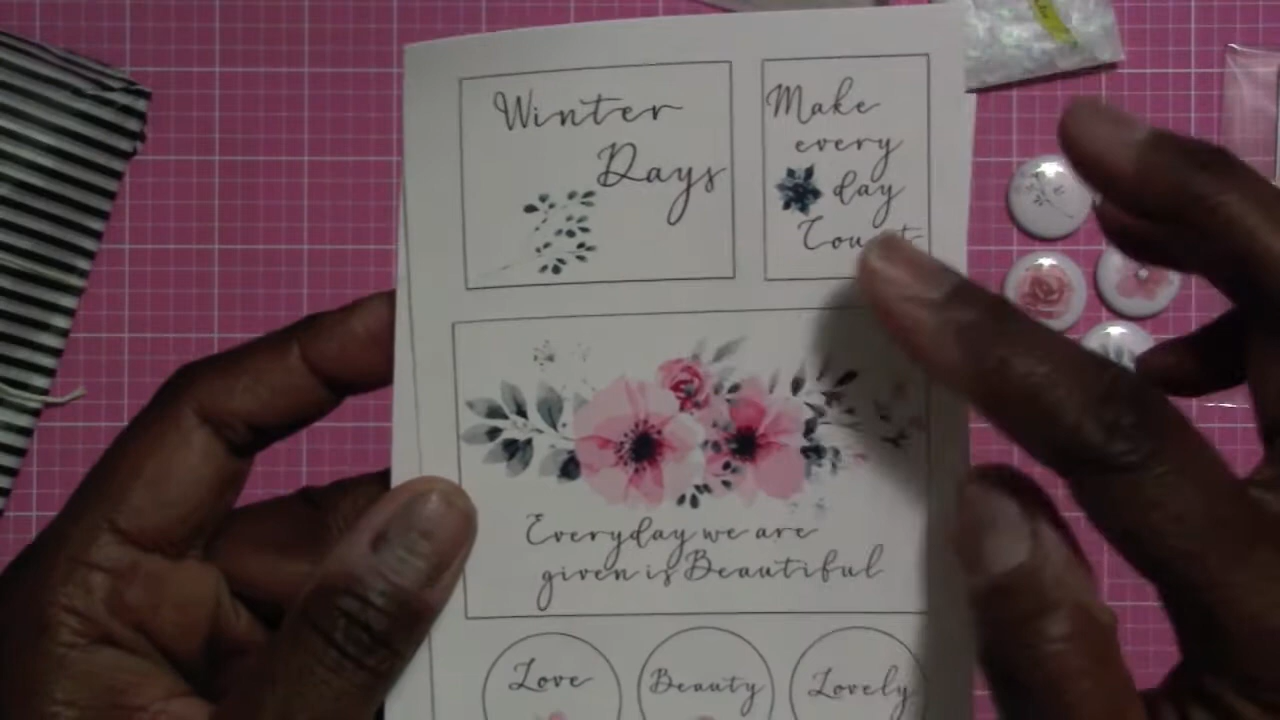 Winter
Days
Make
every
day
Everyday we are
given is Beautiful
Love
Beauty
Lovely